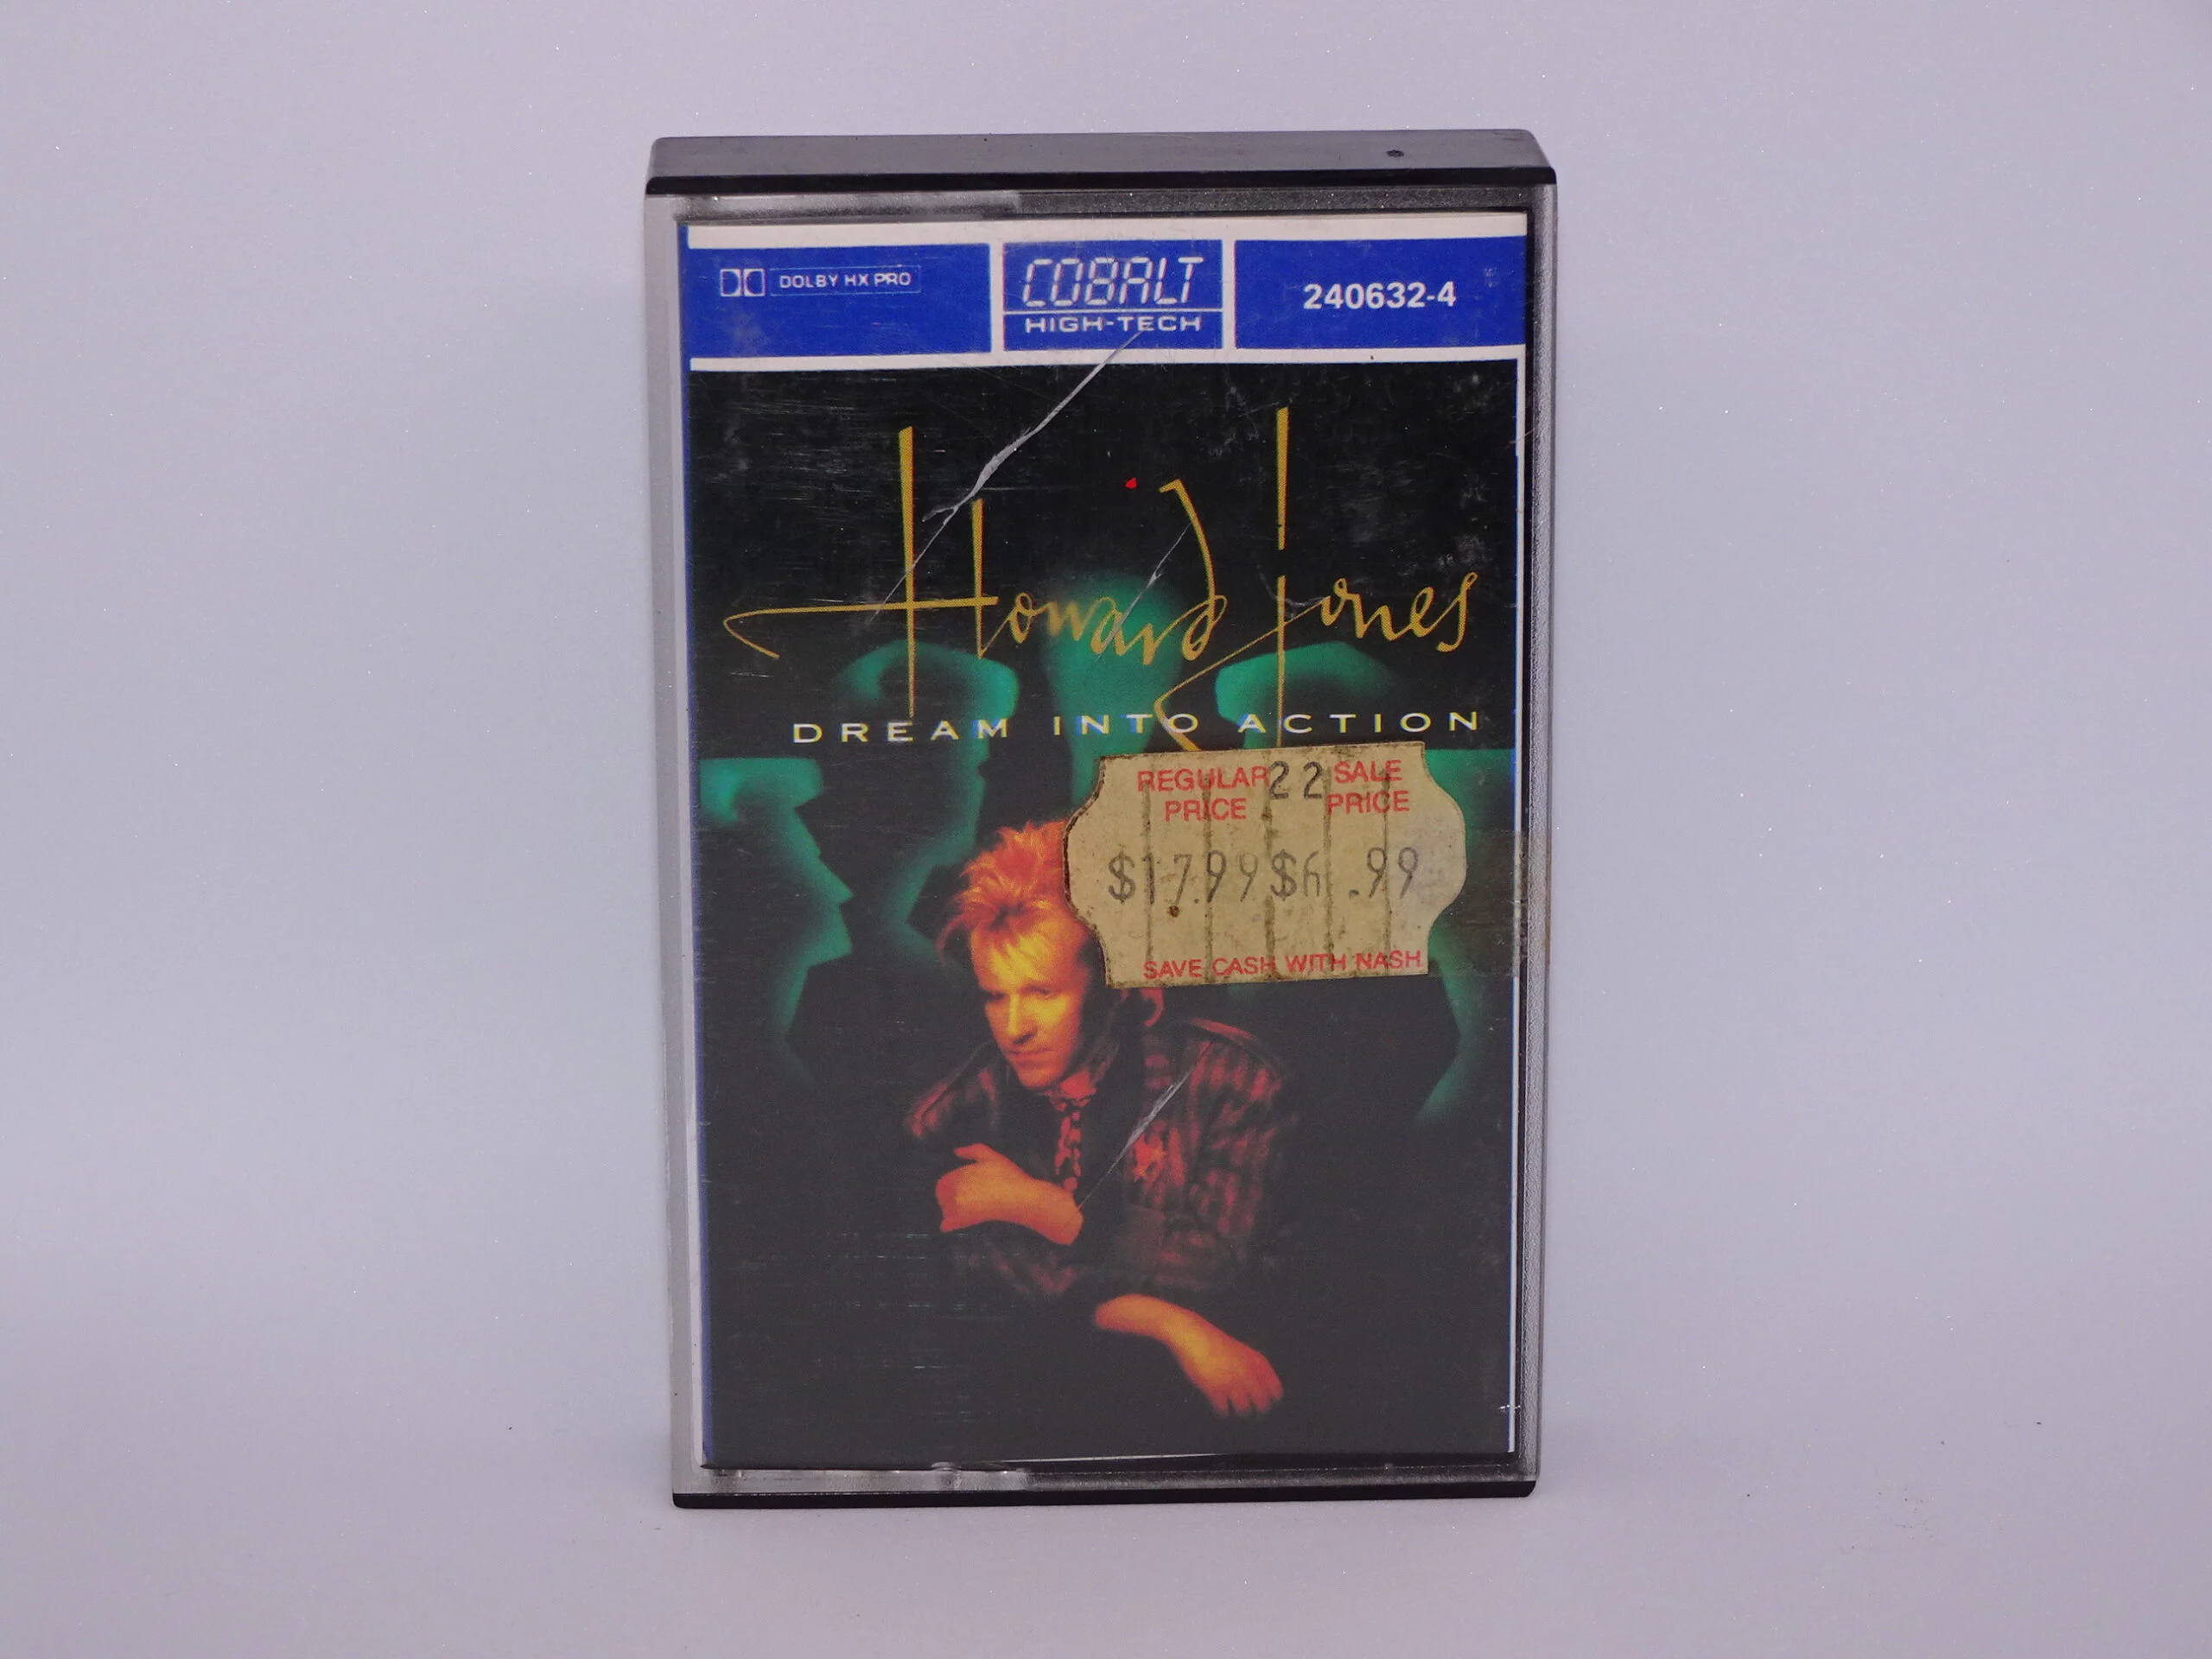 DOLBY HX PRO
COBALT
HIGH-TECH
240632-4
Howard Jones
DREAM INTO ACTION
REGULAR 22 SALE
PRICE PRICE
$17.99 $6.99
SAVE CASH WITH NASH